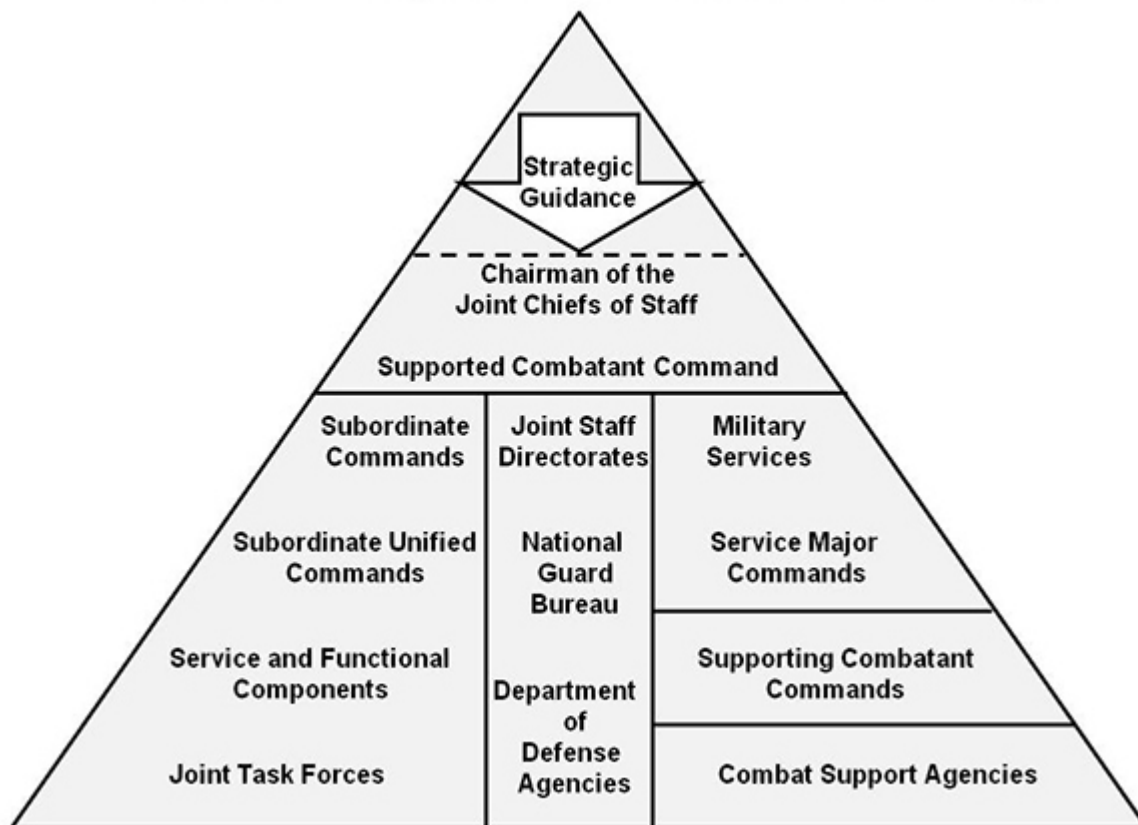 Strategic
Guidance
Chairman of the
Joint Chiefs of Staff
Supported Combatant Command
Subordinate
Commands
Subordinate Unified
Commands
Service and Functional
Components
Joint Task Forces
Joint Staff
Directorates
National
Guard
Bureau
Department
of
Defense
Agencies
Military
Services
Service Major
Commands
Supporting Combatant
Commands
Combat Support Agencies